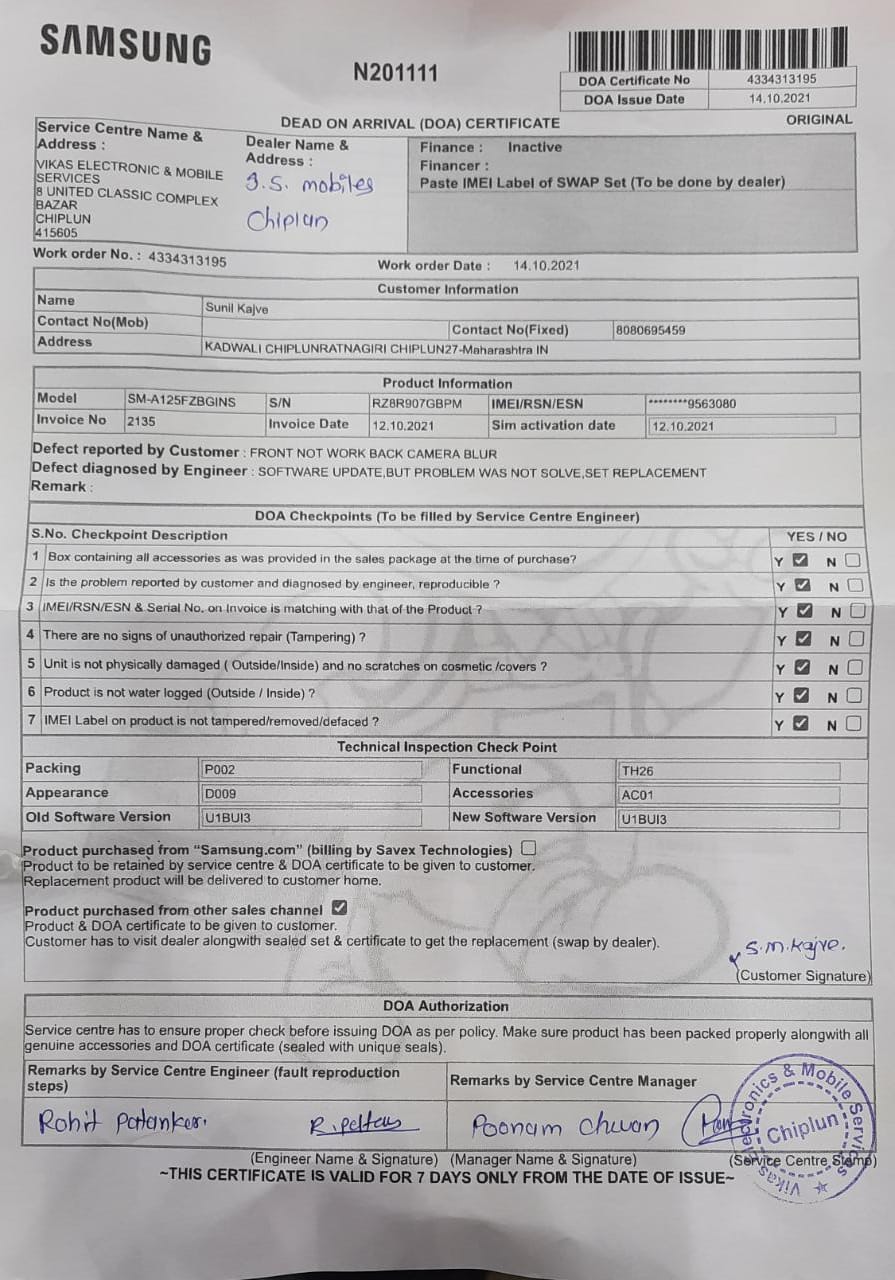 SAMSUNG
N201111
DOA Certificate No 4334313195
DOA Issue Date 14.10.2021
DEAD ON ARRIVAL (DOA) CERTIFICATE
ORIGINAL
Service Centre Name &
Address :
VIKAS ELECTRONIC & MOBILE
SERVICES
8 UNITED CLASSIC COMPLEX
BAZAR
CHIPLUN
415605
Dealer Name &
Address :
J.S. mobiles
Chiplun
Finance : Inactive
Financer :
Paste IMEI Label of SWAP Set (To be done by dealer)
Work order No. : 4334313195
Work order Date : 14.10.2021
Customer Information
Name Sunil Kajve
Contact No(Mob) Contact No(Fixed) 8080695459
Address KADWALI CHIPLUNRATNAGIRI CHIPLUN27-Maharashtra IN
Product Information
Model SM-A125FZBGINS S/N RZ8R907GBPM IMEI/RSN/ESN ********9563080
Invoice No 2135 Invoice Date 12.10.2021 Sim activation date 12.10.2021
Defect reported by Customer : FRONT NOT WORK BACK CAMERA BLUR
Defect diagnosed by Engineer : SOFTWARE UPDATE,BUT PROBLEM WAS NOT SOLVE,SET REPLACEMENT
Remark :
DOA Checkpoints (To be filled by Service Centre Engineer)
S.No. Checkpoint Description YES / NO
1 Box containing all accessories as was provided in the sales package at the time of purchase? Y N
2 Is the problem reported by customer and diagnosed by engineer, reproducible ? Y N
3 IMEI/RSN/ESN & Serial No. on Invoice is matching with that of the Product ? Y N
4 There are no signs of unauthorized repair (Tampering) ? Y N
5 Unit is not physically damaged ( Outside/Inside) and no scratches on cosmetic /covers ? Y N
6 Product is not water logged (Outside / Inside) ? Y N
7 IMEI Label on product is not tampered/removed/defaced ? Y N
Technical Inspection Check Point
Packing P002 Functional TH26
Appearance D009 Accessories AC01
Old Software Version U1BUI3 New Software Version U1BUI3
Product purchased from “Samsung.com” (billing by Savex Technologies)
Product to be retained by service centre & DOA certificate to be given to customer.
Replacement product will be delivered to customer home.
Product purchased from other sales channel
Product & DOA certificate to be given to customer.
Customer has to visit dealer alongwith sealed set & certificate to get the replacement (swap by dealer).
S.M.Kajve.
(Customer Signature)
DOA Authorization
Service centre has to ensure proper check before issuing DOA as per policy. Make sure product has been packed properly alongwith all
genuine accessories and DOA certificate (sealed with unique seals).
Remarks by Service Centre Engineer (fault reproduction
steps)
Remarks by Service Centre Manager
Rohit Patankar.
Poonam Chavan
Vikas Electronics & Mobile Services
Chiplun
(Engineer Name & Signature) (Manager Name & Signature) (Service Centre Stamp)
~THIS CERTIFICATE IS VALID FOR 7 DAYS ONLY FROM THE DATE OF ISSUE~